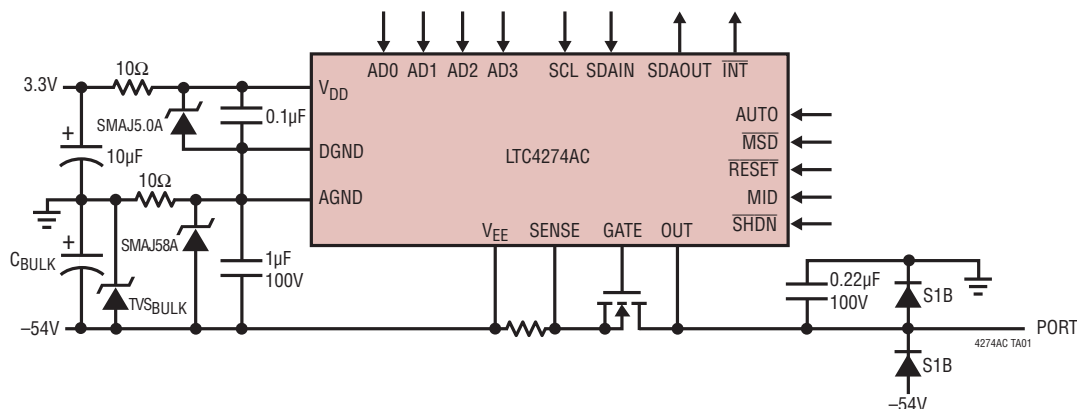 AD0 AD1 AD2 AD3 SCL SDAIN SDAOUT INT
3.3V 10Ω VDD
SMAJ5.0A 0.1µF
+ 10µF
DGND
LTC4274AC
AUTO
MSD
RESET
MID
SHDN
10Ω AGND
SMAJ58A
VEE SENSE GATE OUT
+ CBULK
TVSBULK
1µF
100V
0.22µF
100V
S1B
–54V
PORT
4274AC TA01
S1B
–54V